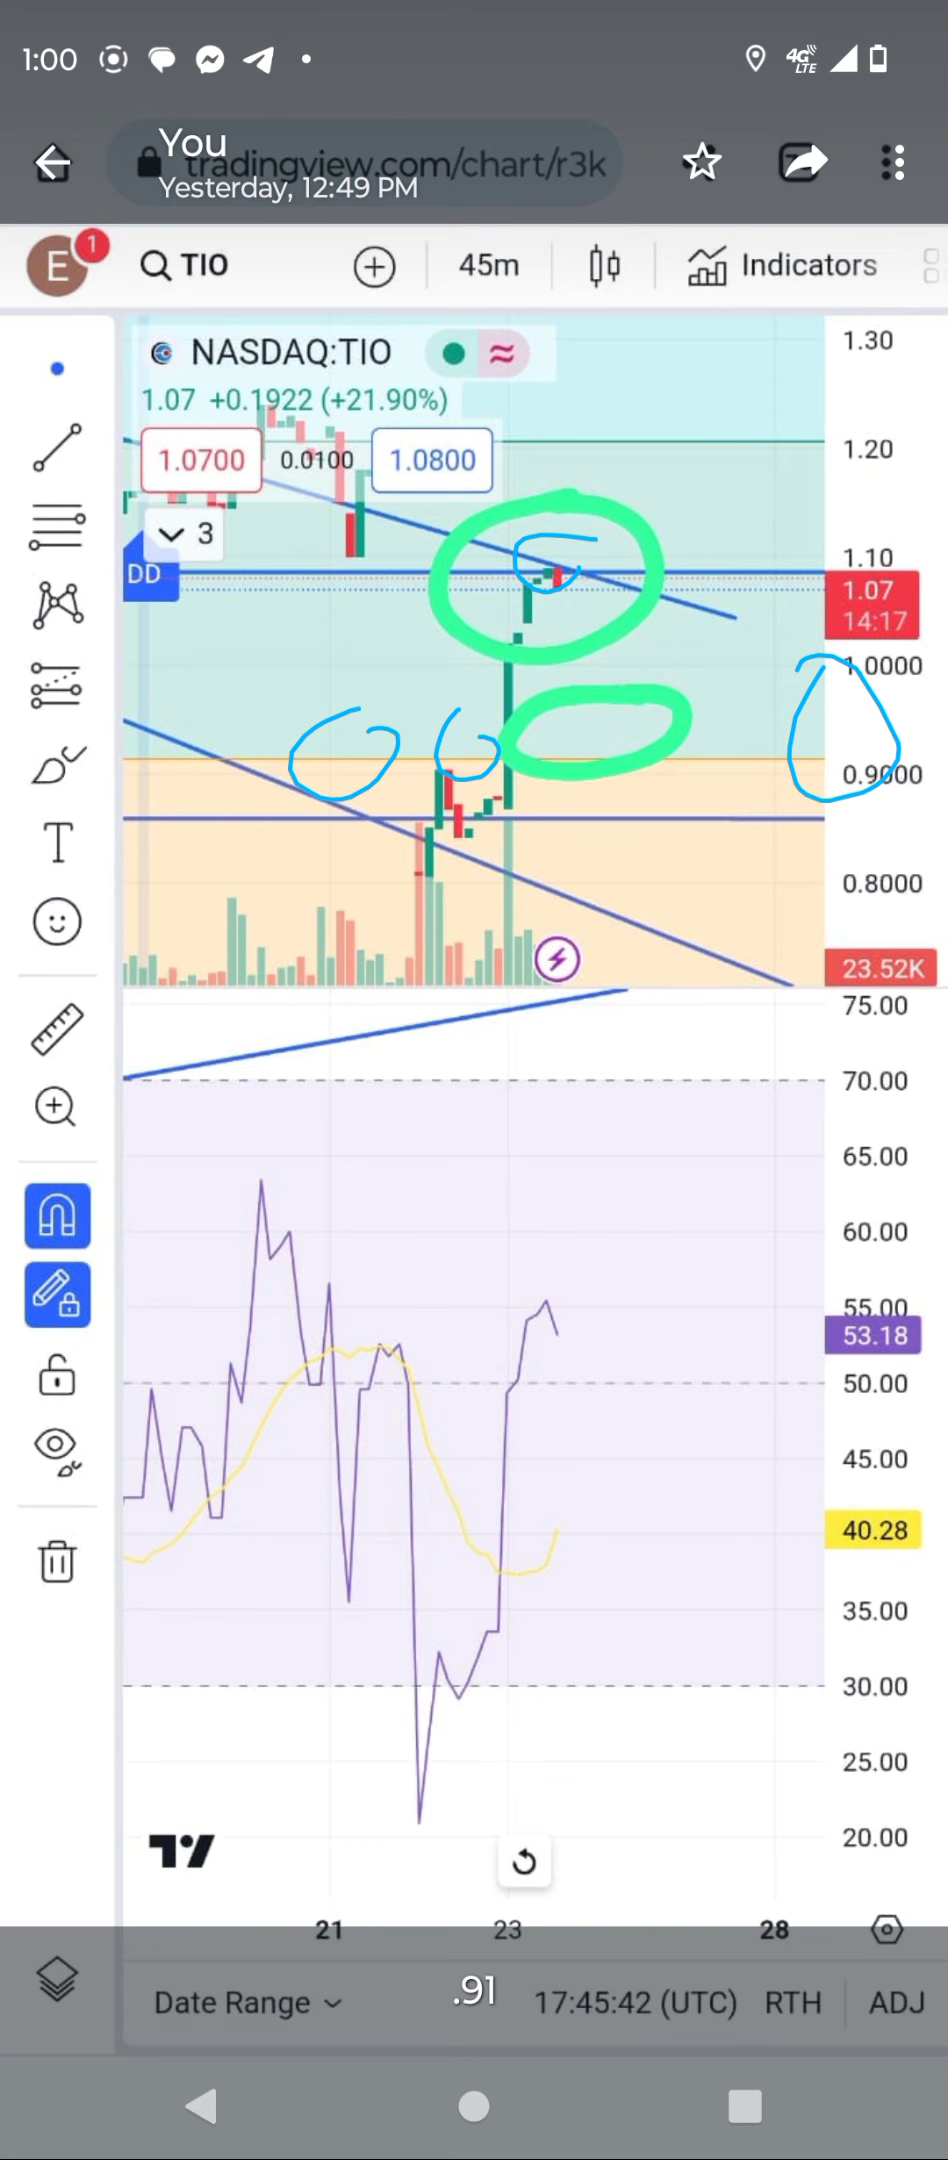 1:00 4G LTE
You
tradingview.com/chart/r3k
Yesterday, 12:49 PM
E 1 TIO 45m Indicators
NASDAQ:TIO
1.07 +0.1922 (+21.90%)
1.0700 0.0100 1.0800
3
DD
1.30
1.20
1.10
1.07
14:17
1.0000
0.9000
0.8000
23.52K
75.00
70.00
65.00
60.00
55.00
53.18
50.00
45.00
40.28
35.00
30.00
25.00
20.00
21 23 28
.91
Date Range 17:45:42 (UTC) RTH ADJ